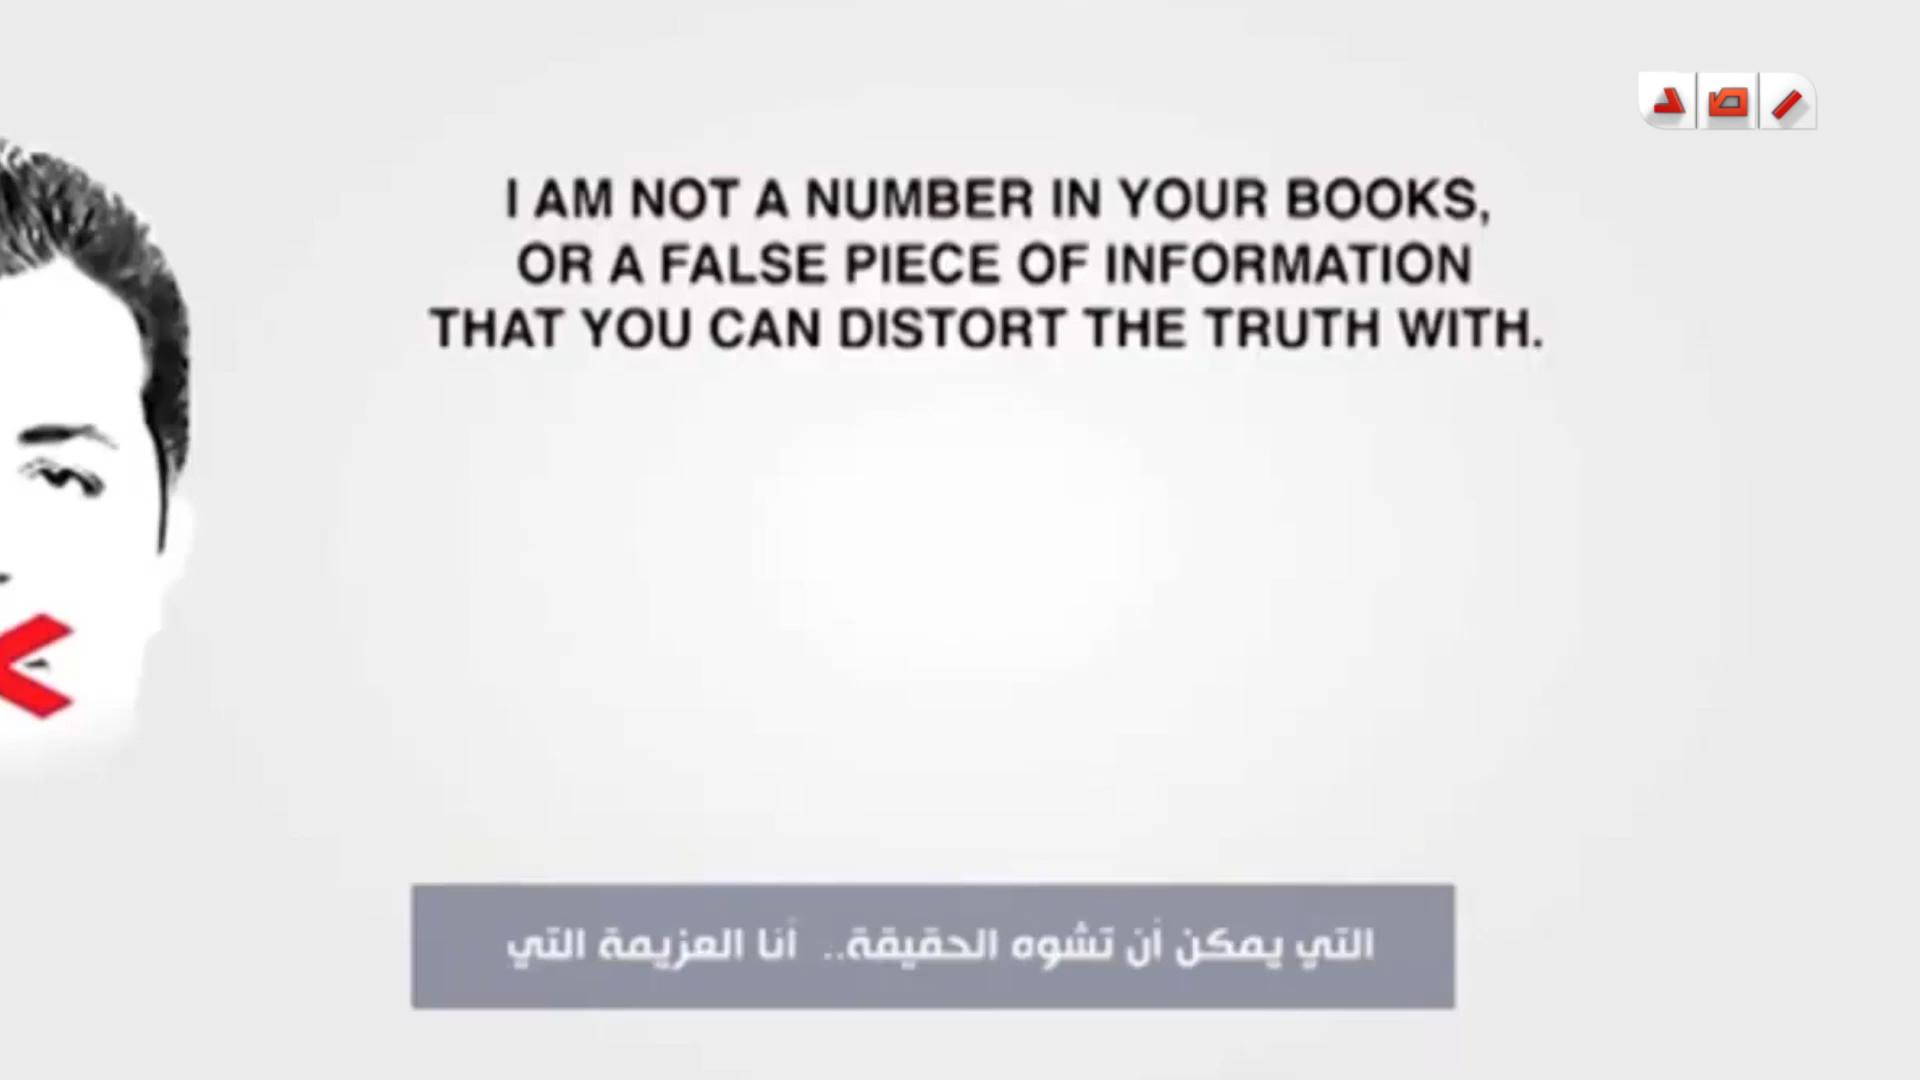 رصد
I AM NOT A NUMBER IN YOUR BOOKS,
OR A FALSE PIECE OF INFORMATION
THAT YOU CAN DISTORT THE TRUTH WITH.
التي يمكن أن تشوه الحقيقة.. أنا العزيمة التي